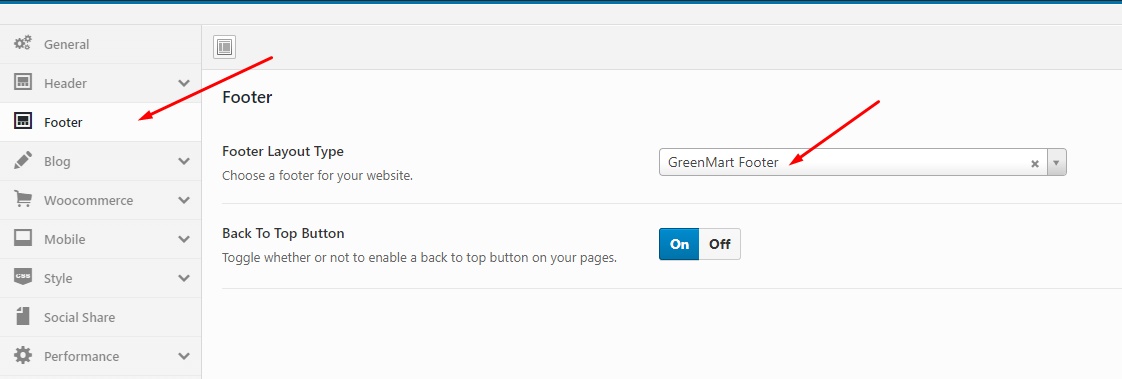 General
Header
Footer
Blog
Woocommerce
Mobile
CSS
Style
Social Share
Performance
Footer
Footer Layout Type
Choose a footer for your website.
GreenMart Footer
Back To Top Button
Toggle whether or not to enable a back to top button on your pages.
On Off